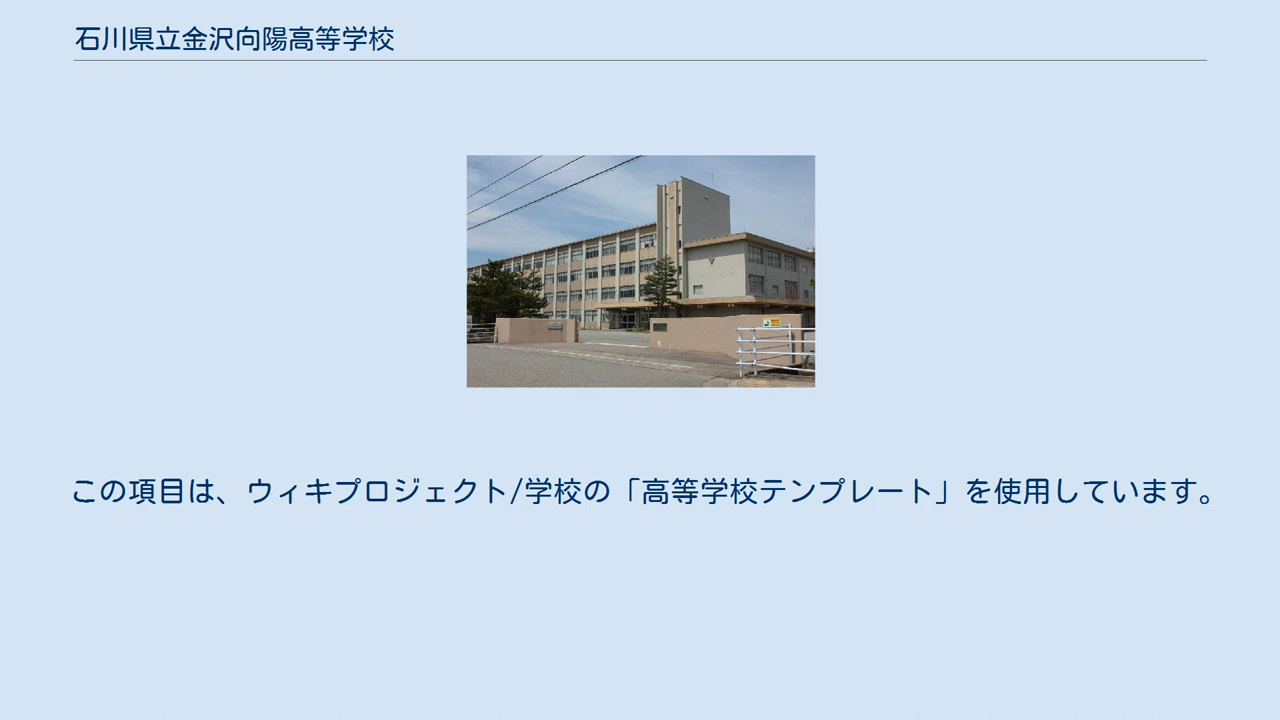 石川県立金沢向陽高等学校
この項目は、ウィキプロジェクト/学校の「高等学校テンプレート」を使用しています。